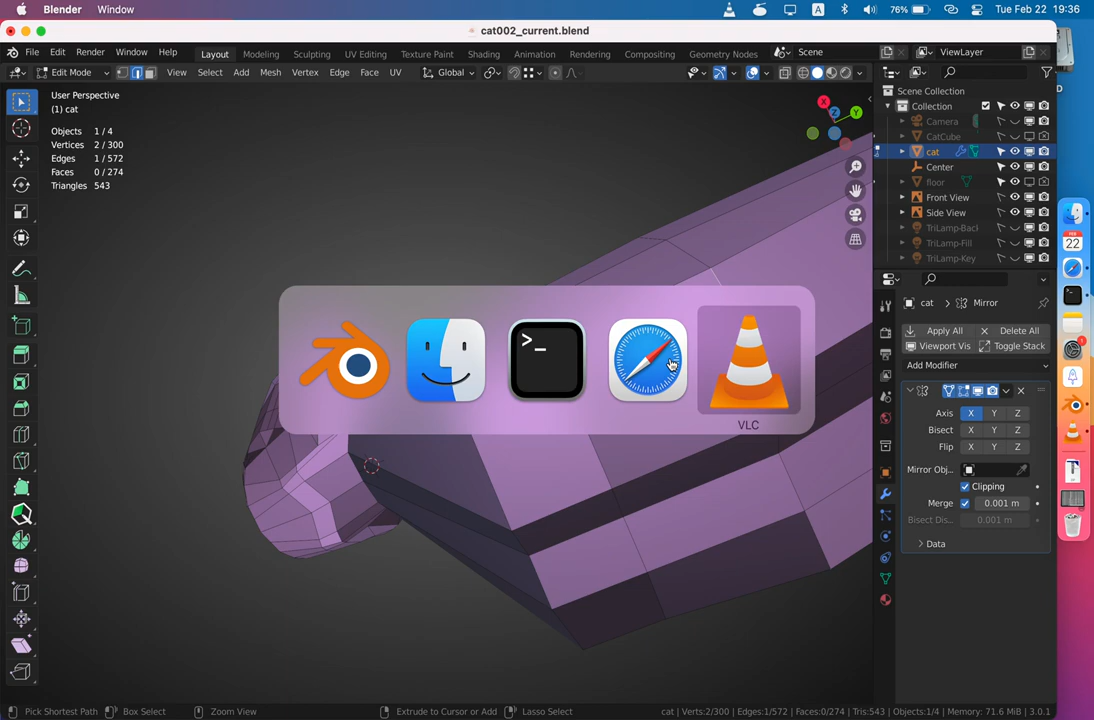 Blender Window A 76% Tue Feb 22 19:36
cat002_current.blend
File Edit Render Window Help Layout Modeling Sculpting UV Editing Texture Paint Shading Animation Rendering Compositing Geometry Nodes Scene ViewLayer
Edit Mode View Select Add Mesh Vertex Edge Face UV Global
User Perspective
(1) cat
Objects 1 / 4
Vertices 2 / 300
Edges 1 / 572
Faces 0 / 274
Triangles 543
X Y Z
Scene Collection
Collection
Camera
CatCube
cat
Center
floor
Front View
Side View
TriLamp-Back
TriLamp-Fill
TriLamp-Key
FEB
22
1
>_
VLC
cat Mirror
Apply All Delete All
Viewport Vis Toggle Stack
Add Modifier
Axis X Y Z
Bisect X Y Z
Flip X Y Z
Mirror Obj...
Clipping
Merge 0.001 m
Bisect Dis... 0.001 m
Data
Pick Shortest Path Box Select Zoom View Extrude to Cursor or Add Lasso Select cat | Verts:2/300 | Edges:1/572 | Faces:0/274 | Tris:543 | Objects:1/4 | Memory: 71.6 MiB | 3.0.1